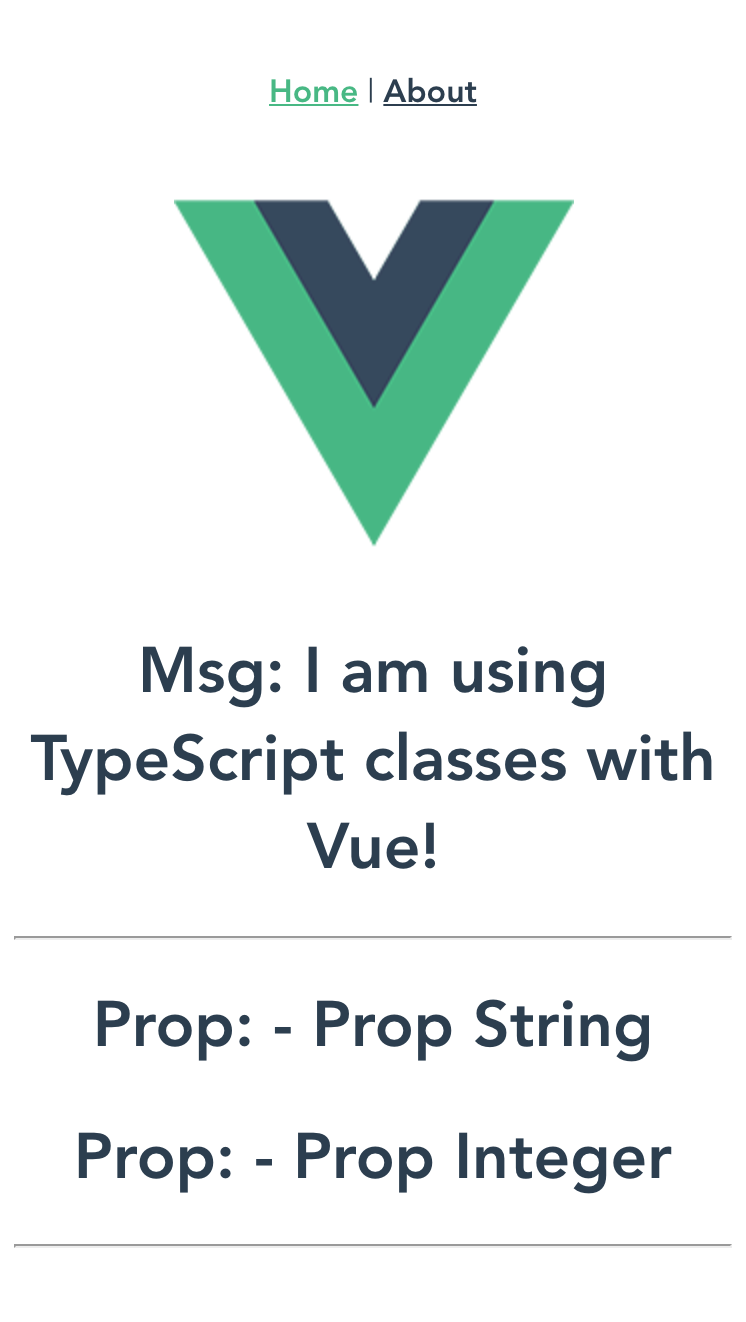 Home | About
Msg: I am using
TypeScript classes with
Vue!
Prop: - Prop String
Prop: - Prop Integer